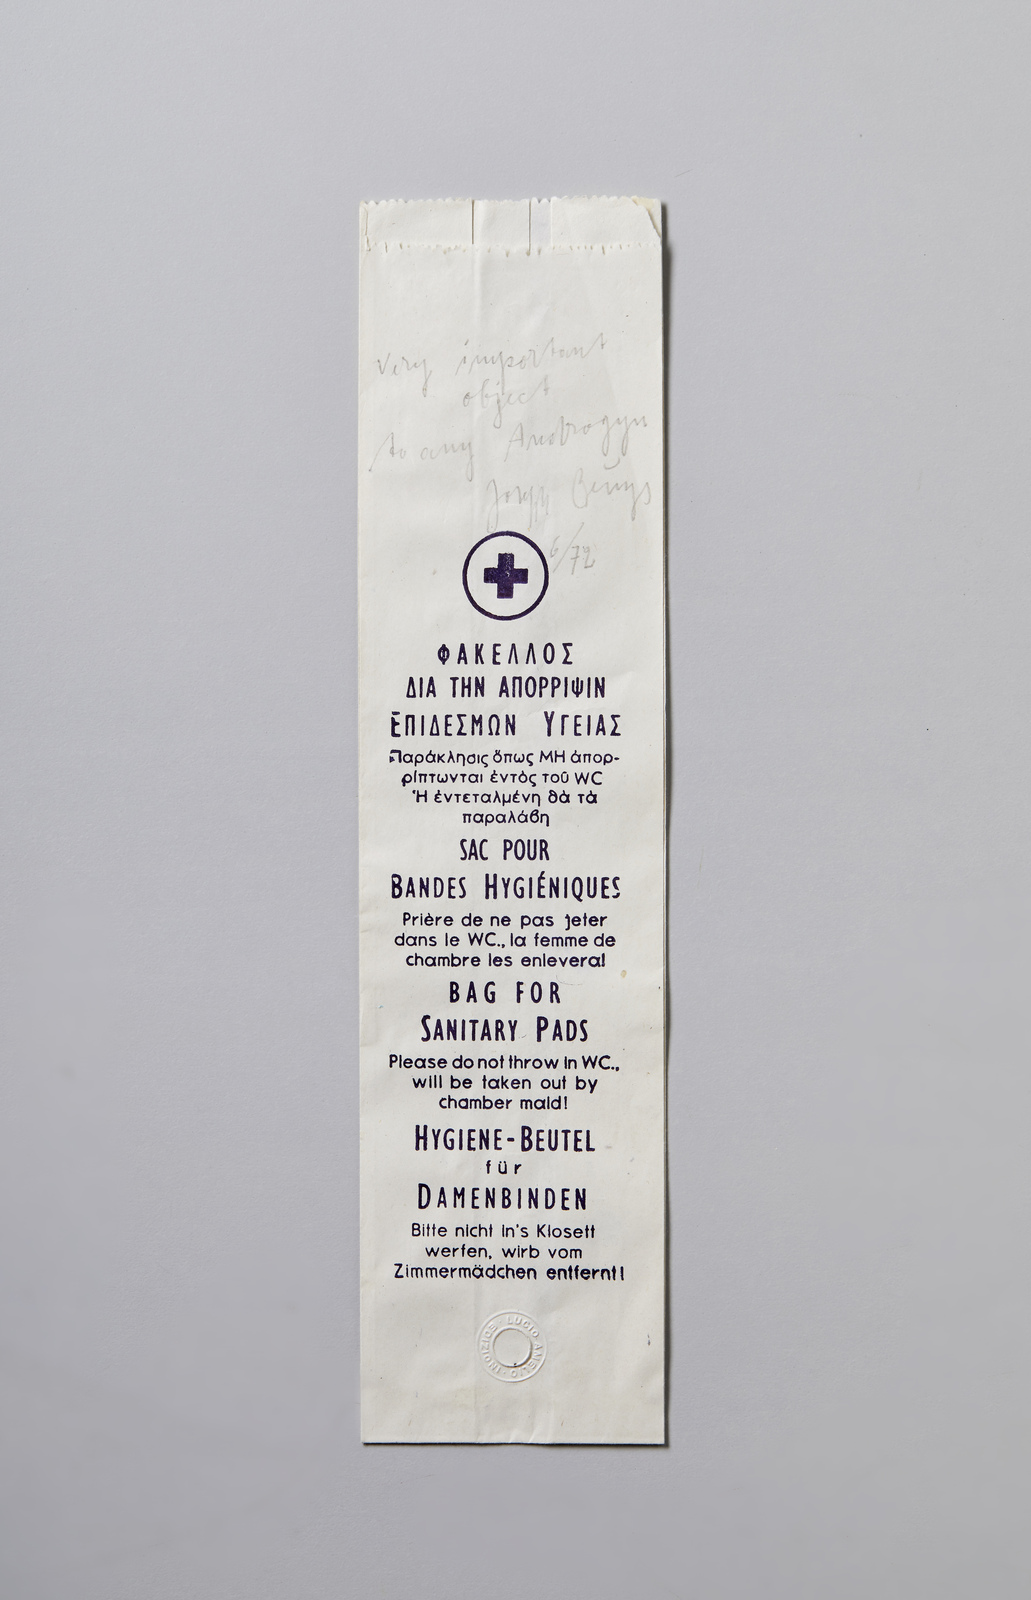 Very important
object
to any Androgyn
Joseph Beuys
6/72
ΦΑΚΕΛΛΟΣ
ΔΙΑ ΤΗΝ ΑΠΟΡΡΙΨΙΝ
ΕΠΙΔΕΣΜΩΝ ΥΓΕΙΑΣ
Παράκλησις ὅπως ΜΗ ἀπορ-
ρίπτωνται ἐντὸς τοῦ WC
Ἡ ἐντεταλμένη θὰ τὰ
παραλάβη
SAC POUR
BANDES HYGIÉNIQUES
Prière de ne pas jeter
dans le WC., la femme de
chambre les enlevera!
BAG FOR
SANITARY PADS
Please do not throw in WC.,
will be taken out by
chamber maid!
HYGIENE-BEUTEL
für
DAMENBINDEN
Bitte nicht in's Klosett
werfen, wirb vom
Zimmermädchen entfernt!
LUCIO AMELIO · INDIZIOE